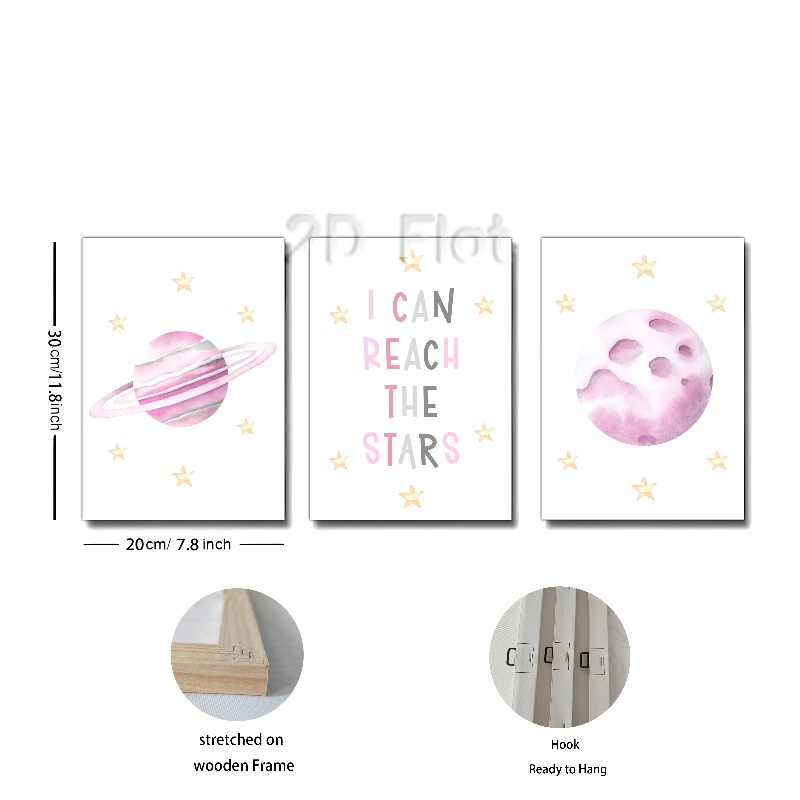 2D Flat
I CAN
REACH
THE
STARS
30cm/11.8inch
20cm/ 7.8 inch
stretched on
wooden Frame
Hook
Ready to Hang